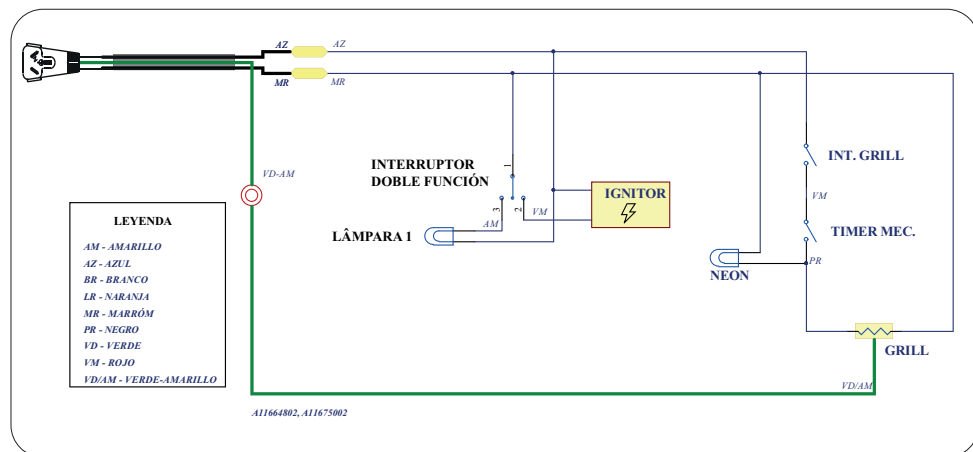 AZ
AZ
MR
MR
VD-AM
INTERRUPTOR
DOBLE FUNCIÓN
1
3
2
AM
VM
IGNITOR
LÂMPARA 1
INT. GRILL
VM
TIMER MEC.
PR
NEON
GRILL
VD/AM
LEYENDA
AM - AMARILLO
AZ - AZUL
BR - BRANCO
LR - NARANJA
MR - MARRÓM
PR - NEGRO
VD - VERDE
VM - ROJO
VD/AM - VERDE-AMARILLO
A11664802, A11675002